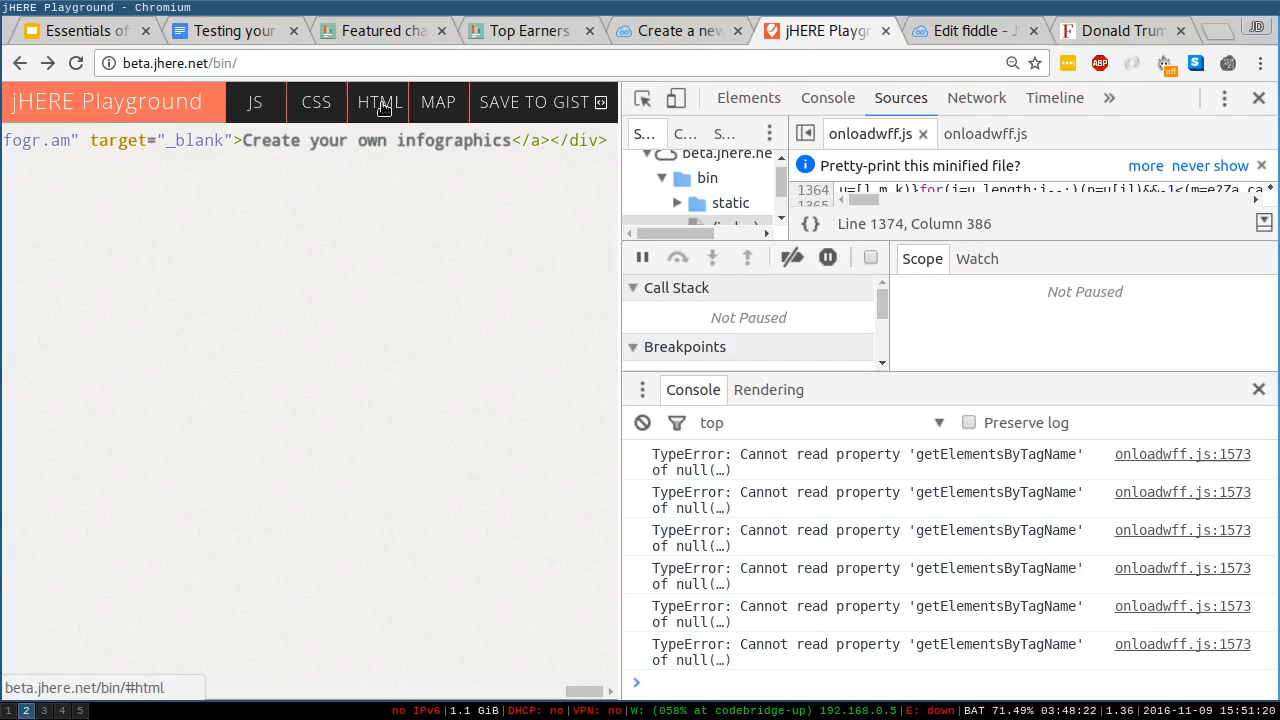 jHERE Playground - Chromium
Essentials of
Testing your
Featured cha
Top Earners
Create a new
jHERE Playgr
Edit fiddle - J
Donald Trum
JD
beta.jhere.net/bin/
ABP
off
jHERE Playground JS CSS HTML MAP SAVE TO GIST
fogr.am" target="_blank">Create your own infographics</a></div>
beta.jhere.net/bin/#html
Elements Console Sources Network Timeline »
S... C... S...
onloadwff.js × onloadwff.js
beta.jhere.ne
bin
static
Pretty-print this minified file? more never show ×
1364
1365
{} Line 1374, Column 386
Scope Watch
Call Stack
Not Paused
Not Paused
Breakpoints
Console Rendering
top Preserve log
TypeError: Cannot read property 'getElementsByTagName' onloadwff.js:1573
of null(…)
TypeError: Cannot read property 'getElementsByTagName' onloadwff.js:1573
of null(…)
TypeError: Cannot read property 'getElementsByTagName' onloadwff.js:1573
of null(…)
TypeError: Cannot read property 'getElementsByTagName' onloadwff.js:1573
of null(…)
TypeError: Cannot read property 'getElementsByTagName' onloadwff.js:1573
of null(…)
TypeError: Cannot read property 'getElementsByTagName' onloadwff.js:1573
of null(…)
1 2 3 4 5 no IPv6|1.1 GiB|DHCP: no|VPN: no|W: (058% at codebridge-up) 192.168.0.5|E: down|BAT 71.49% 03:48:22|1.36|2016-11-09 15:51:20